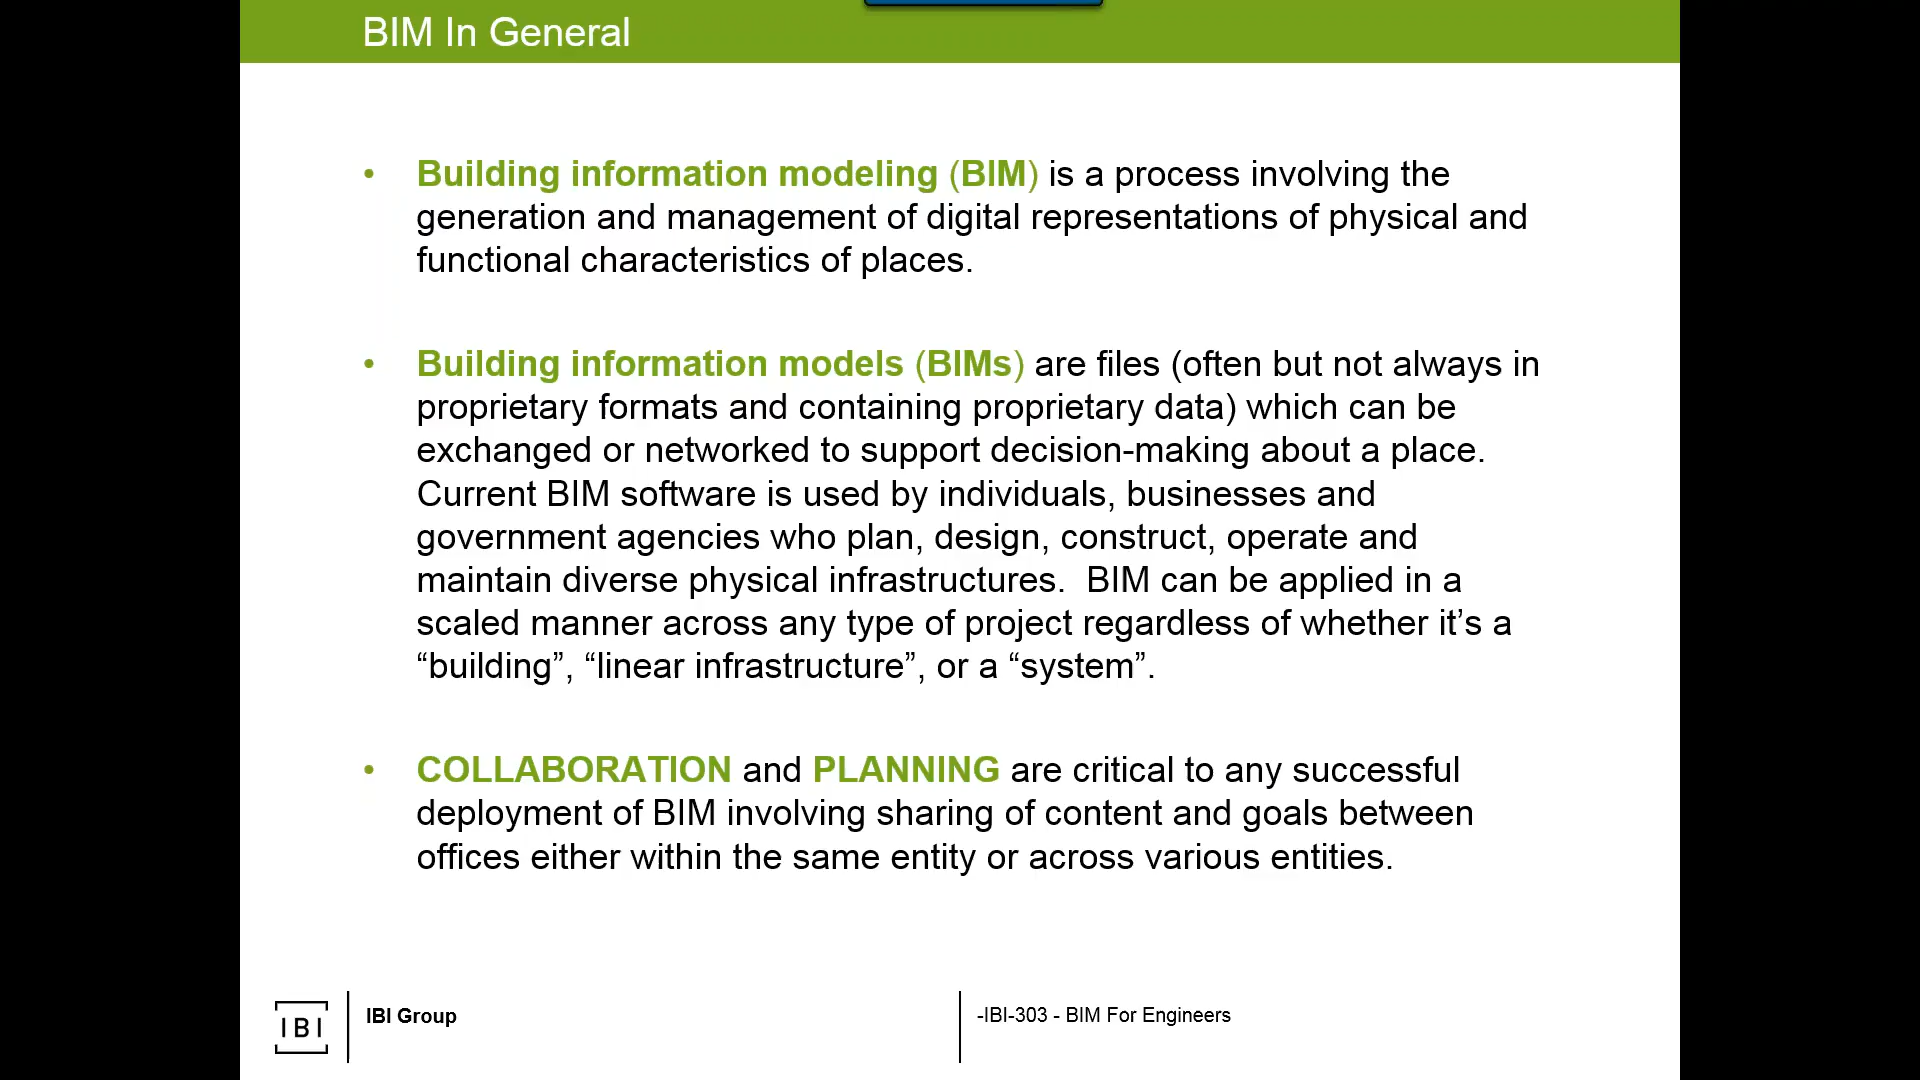 BIM In General
• Building information modeling (BIM) is a process involving the
generation and management of digital representations of physical and
functional characteristics of places.
• Building information models (BIMs) are files (often but not always in
proprietary formats and containing proprietary data) which can be
exchanged or networked to support decision-making about a place.
Current BIM software is used by individuals, businesses and
government agencies who plan, design, construct, operate and
maintain diverse physical infrastructures.  BIM can be applied in a
scaled manner across any type of project regardless of whether it’s a
“building”, “linear infrastructure”, or a “system”.
• COLLABORATION and PLANNING are critical to any successful
deployment of BIM involving sharing of content and goals between
offices either within the same entity or across various entities.
IBI
IBI Group
-IBI-303 - BIM For Engineers